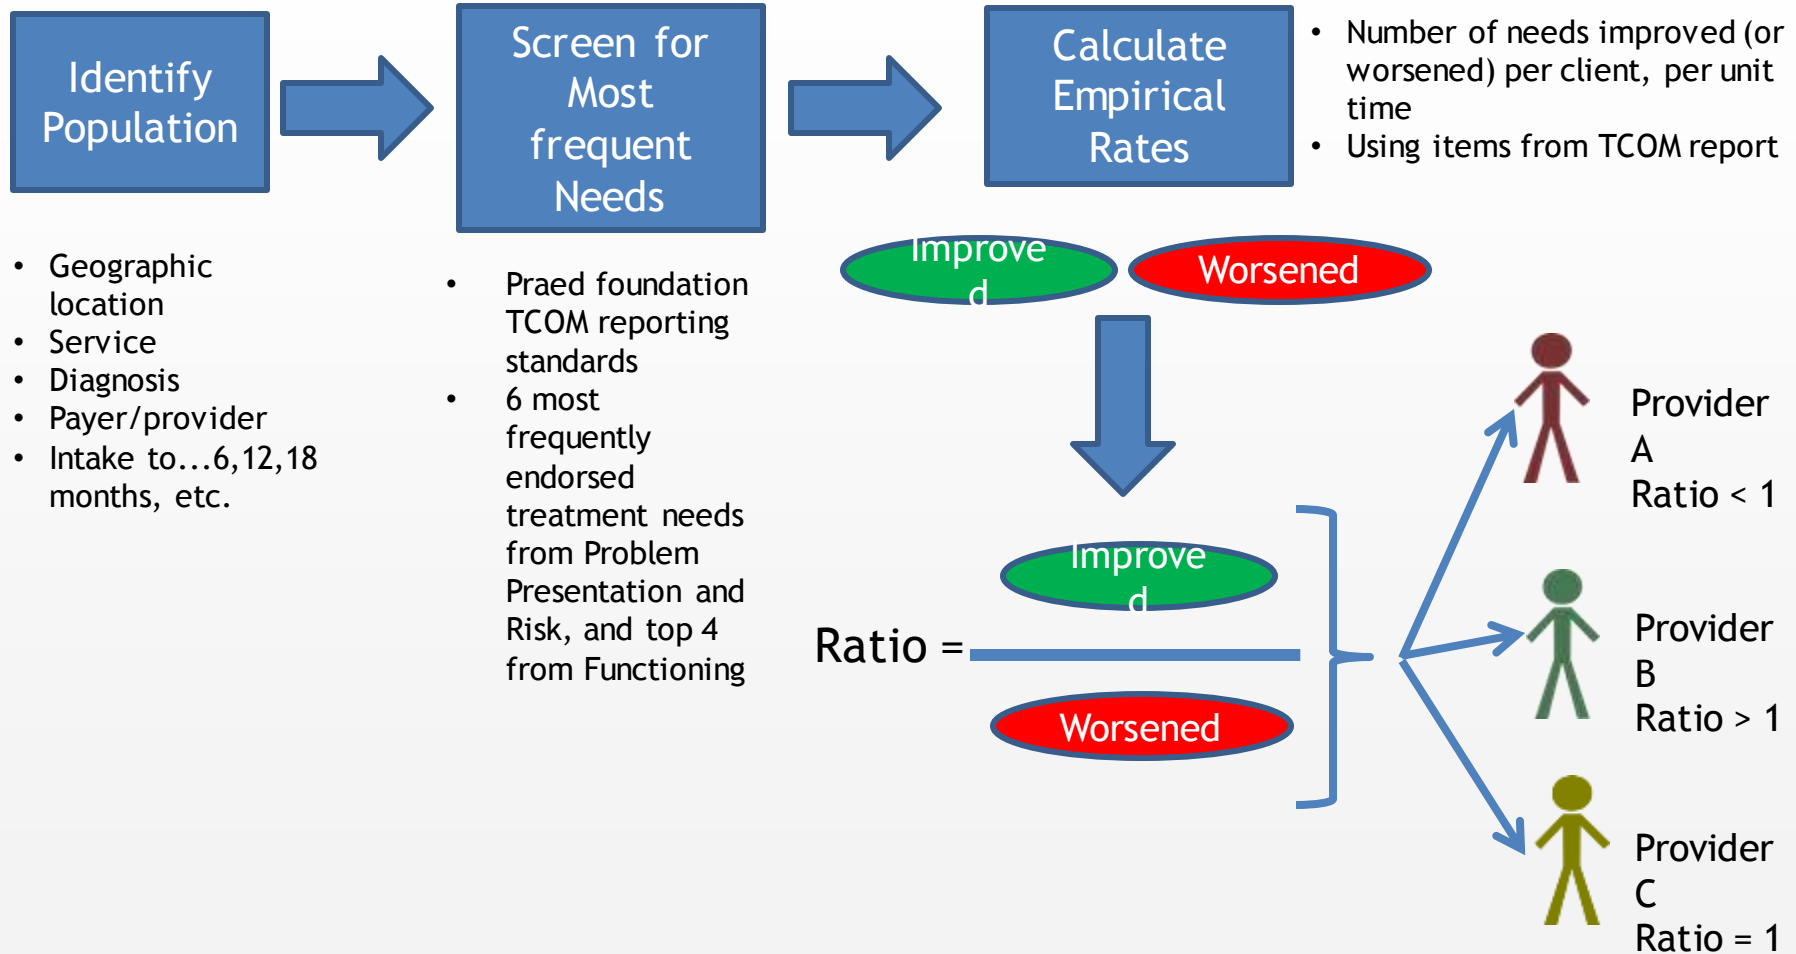 Identify
Population
Screen for
Most
frequent
Needs
Calculate
Empirical
Rates
• Number of needs improved (or
worsened) per client, per unit
time
• Using items from TCOM report
• Geographic
location
• Service
• Diagnosis
• Payer/provider
• Intake to...6,12,18
months, etc.
• Praed foundation
TCOM reporting
standards
• 6 most
frequently
endorsed
treatment needs
from Problem
Presentation and
Risk, and top 4
from Functioning
Improve
d
Worsened
Ratio =
Improve
d
Worsened
Provider
A
Ratio < 1
Provider
B
Ratio > 1
Provider
C
Ratio = 1